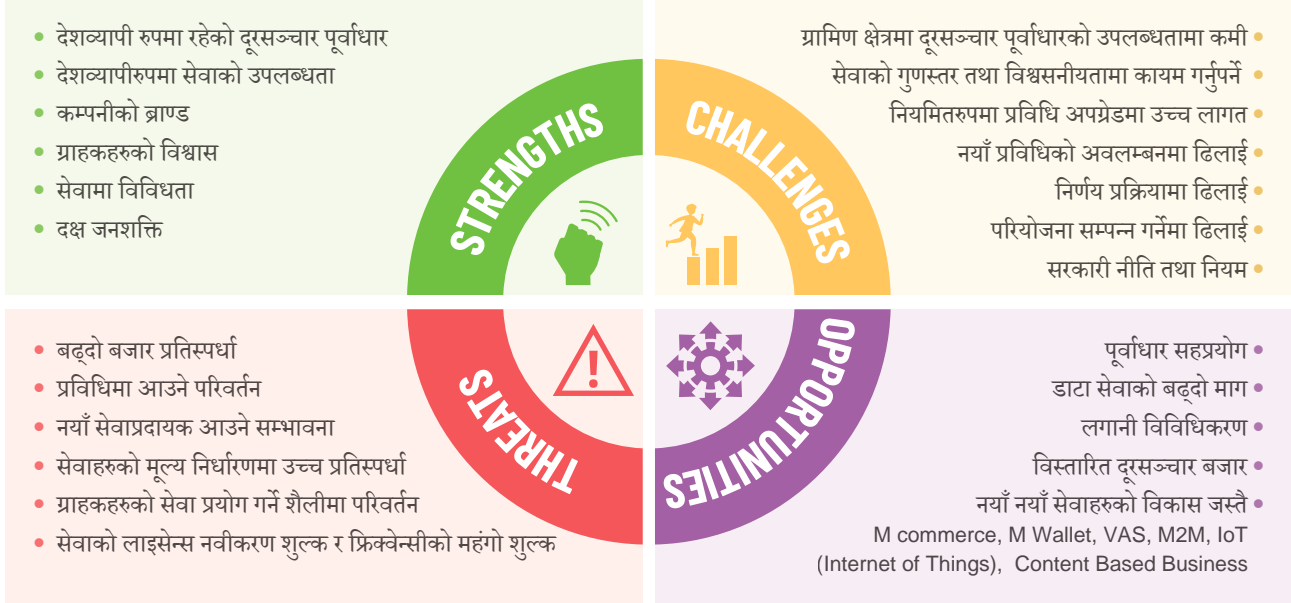 देशव्यापी रुपमा रहेको दूरसञ्चार पूर्वाधार
देशव्यापीरुपमा सेवाको उपलब्धता
कम्पनीको ब्राण्ड
ग्राहकहरुको विश्वास
सेवामा विविधता
दक्ष जनशक्ति
STRENGTHS
ग्रामिण क्षेत्रमा दूरसञ्चार पूर्वाधारको उपलब्धतामा कमी
सेवाको गुणस्तर तथा विश्वसनीयतामा कायम गर्नुपर्ने
नियमितरुपमा प्रविधि अपग्रेडमा उच्च लागत
नयाँ प्रविधिको अवलम्बनमा ढिलाई
निर्णय प्रक्रियामा ढिलाई
परियोजना सम्पन्न गर्नेमा ढिलाई
सरकारी नीति तथा नियम
CHALLENGES
बढ्दो बजार प्रतिस्पर्धा
प्रविधिमा आउने परिवर्तन
नयाँ सेवाप्रदायक आउने सम्भावना
सेवाहरुको मूल्य निर्धारणमा उच्च प्रतिस्पर्धा
ग्राहकहरुको सेवा प्रयोग गर्ने शैलीमा परिवर्तन
सेवाको लाइसेन्स नवीकरण शुल्क र फ्रिक्वेन्सीको महंगो शुल्क
THREATS
पूर्वाधार सहप्रयोग
डाटा सेवाको बढ्दो माग
लगानी विविधिकरण
विस्तारित दूरसञ्चार बजार
नयाँ नयाँ सेवाहरुको विकास जस्तै
M commerce, M Wallet, VAS, M2M, IoT
(Internet of Things), Content Based Business
OPPORTUNITIES